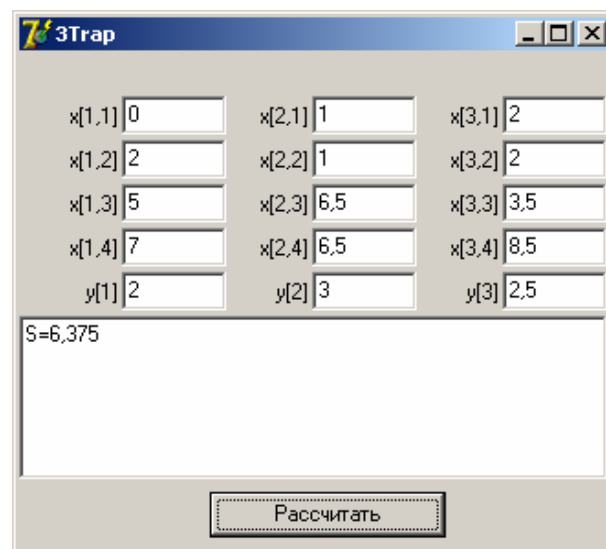 3Trap
x[1,1] 0 x[2,1] 1 x[3,1] 2
x[1,2] 2 x[2,2] 1 x[3,2] 2
x[1,3] 5 x[2,3] 6,5 x[3,3] 3,5
x[1,4] 7 x[2,4] 6,5 x[3,4] 8,5
y[1] 2 y[2] 3 y[3] 2,5
S=6,375
Рассчитать